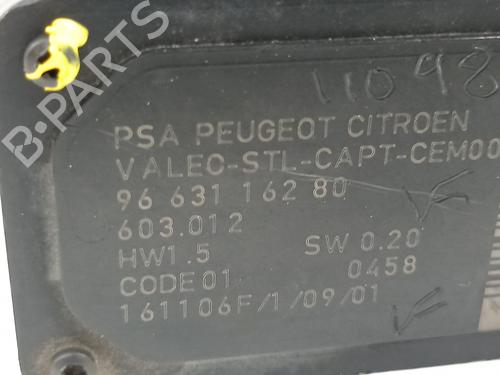 11098
PSA PEUGEOT CITROEN
VALEO-STL-CAPT-CEM00
96 631 162 80
603.012
HW1.5 SW 0.20
CODE 01 0458
161106F/1/09/01
B-PARTS